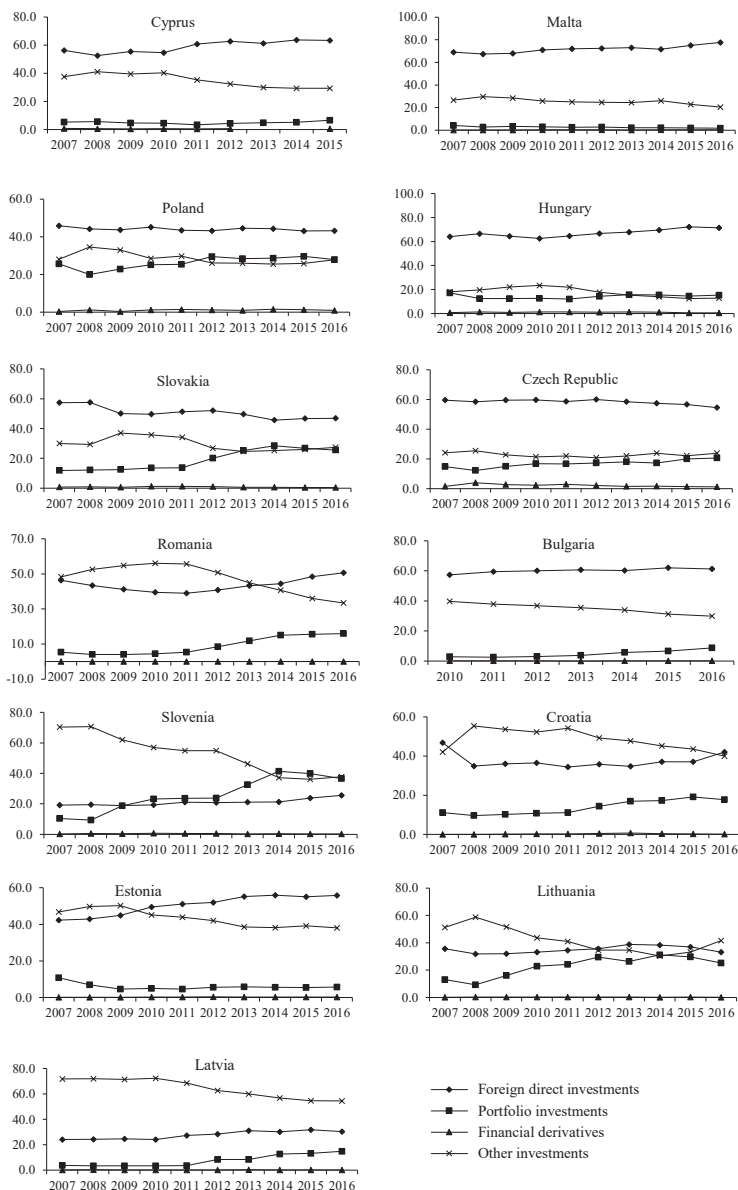 Cyprus
80.0
60.0
40.0
20.0
0.0
2007 2008 2009 2010 2011 2012 2013 2014 2015
Malta
100.0
80.0
60.0
40.0
20.0
0.0
2007 2008 2009 2010 2011 2012 2013 2014 2015 2016
Poland
60.0
40.0
20.0
0.0
2007 2008 2009 2010 2011 2012 2013 2014 2015 2016
Hungary
100.0
80.0
60.0
40.0
20.0
0.0
2007 2008 2009 2010 2011 2012 2013 2014 2015 2016
Slovakia
80.0
60.0
40.0
20.0
0.0
2007 2008 2009 2010 2011 2012 2013 2014 2015 2016
Czech Republic
80.0
60.0
40.0
20.0
0.0
2007 2008 2009 2010 2011 2012 2013 2014 2015 2016
Romania
70.0
50.0
30.0
10.0
-10.0
2007 2008 2009 2010 2011 2012 2013 2014 2015 2016
Bulgaria
80.0
60.0
40.0
20.0
0.0
2010 2011 2012 2013 2014 2015 2016
Slovenia
80.0
60.0
40.0
20.0
0.0
2007 2008 2009 2010 2011 2012 2013 2014 2015 2016
Croatia
60.0
40.0
20.0
0.0
2007 2008 2009 2010 2011 2012 2013 2014 2015 2016
Estonia
60.0
40.0
20.0
0.0
2007 2008 2009 2010 2011 2012 2013 2014 2015 2016
Lithuania
80.0
60.0
40.0
20.0
0.0
2007 2008 2009 2010 2011 2012 2013 2014 2015 2016
Latvia
80.0
60.0
40.0
20.0
0.0
2007 2008 2009 2010 2011 2012 2013 2014 2015 2016
Foreign direct investments
Portfolio investments
Financial derivatives
Other investments